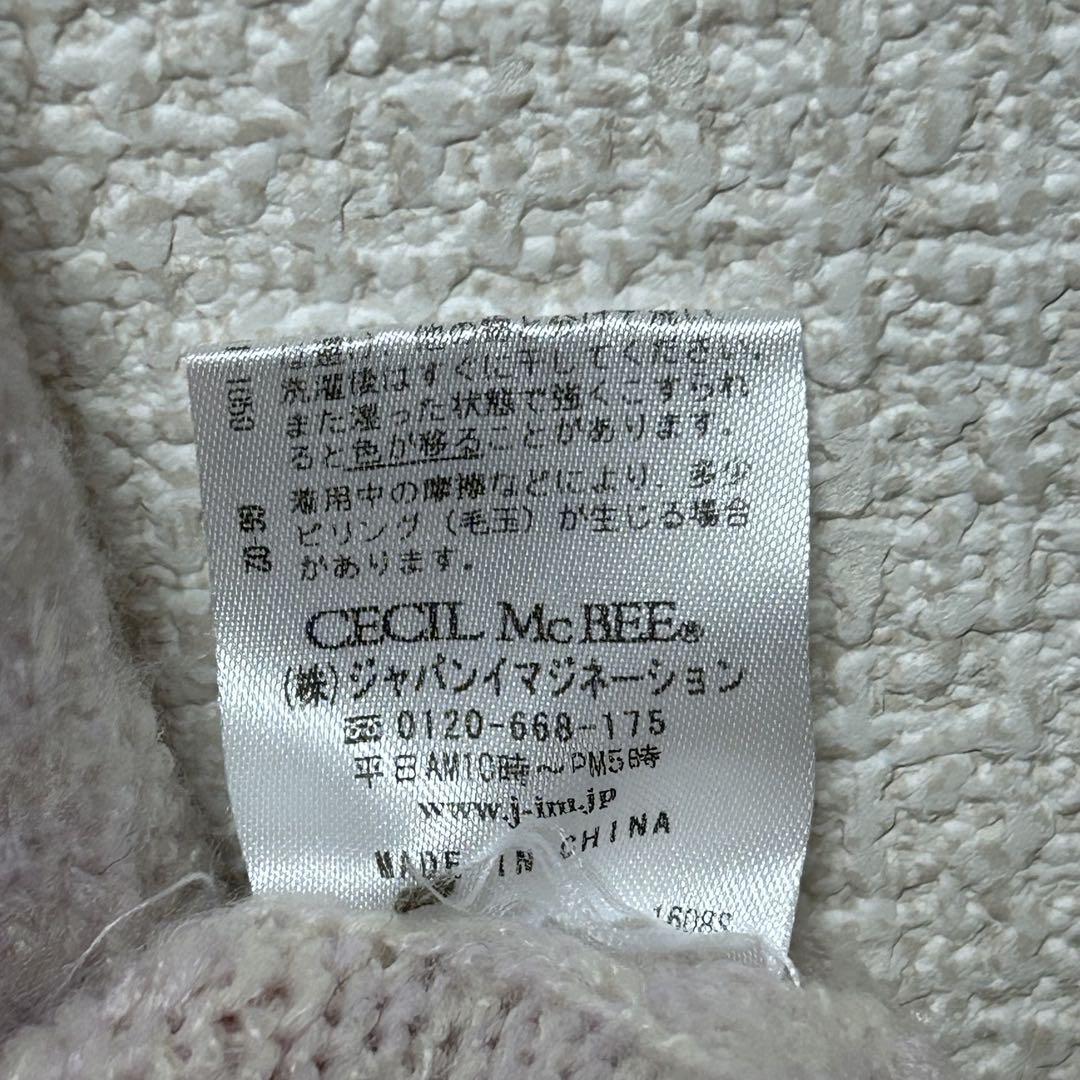 洗濯後はすぐに干してください。
また湿った状態で強くこすられ
ると色が移ることがあります。
着用中の摩擦などにより、多少
ピリング（毛玉）が生じる場合
があります。
CECIL McBEE®
(株)ジャパンイマジネーション
0120-668-175
平日AM10時～PM5時
www.j-im.jp
MADE IN CHINA